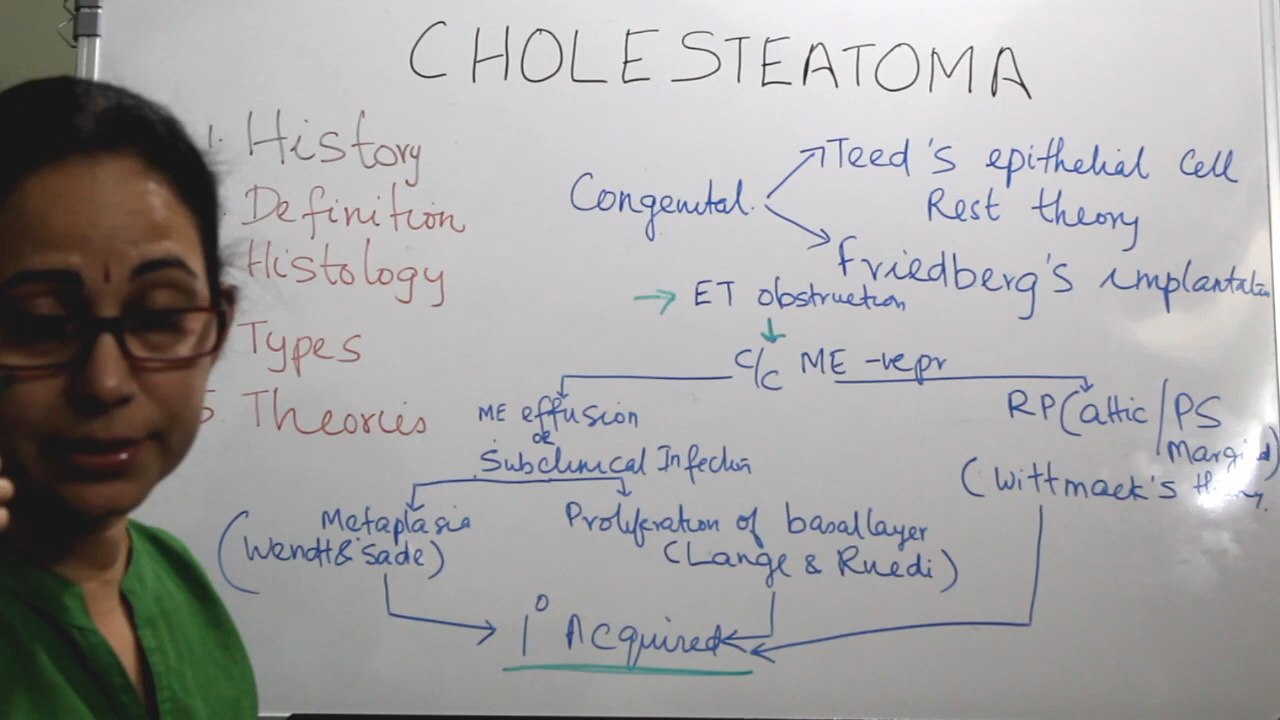 CHOLESTEATOMA
1. History
Definition
Histology
Types
5. Theories
Congenital
Teed's epithelial cell
Rest theory
Friedberg's implantation
→ ET obstruction
↓
C/C ME -ve pr
ME effusion
or
Subclinical Infection
RP (attic / PS
Marginal)
(Wittmack's theory.
Metaplasia
(Wendt & Sade)
Proliferation of basal layer
(Lange & Ruedi)
1° Acquired